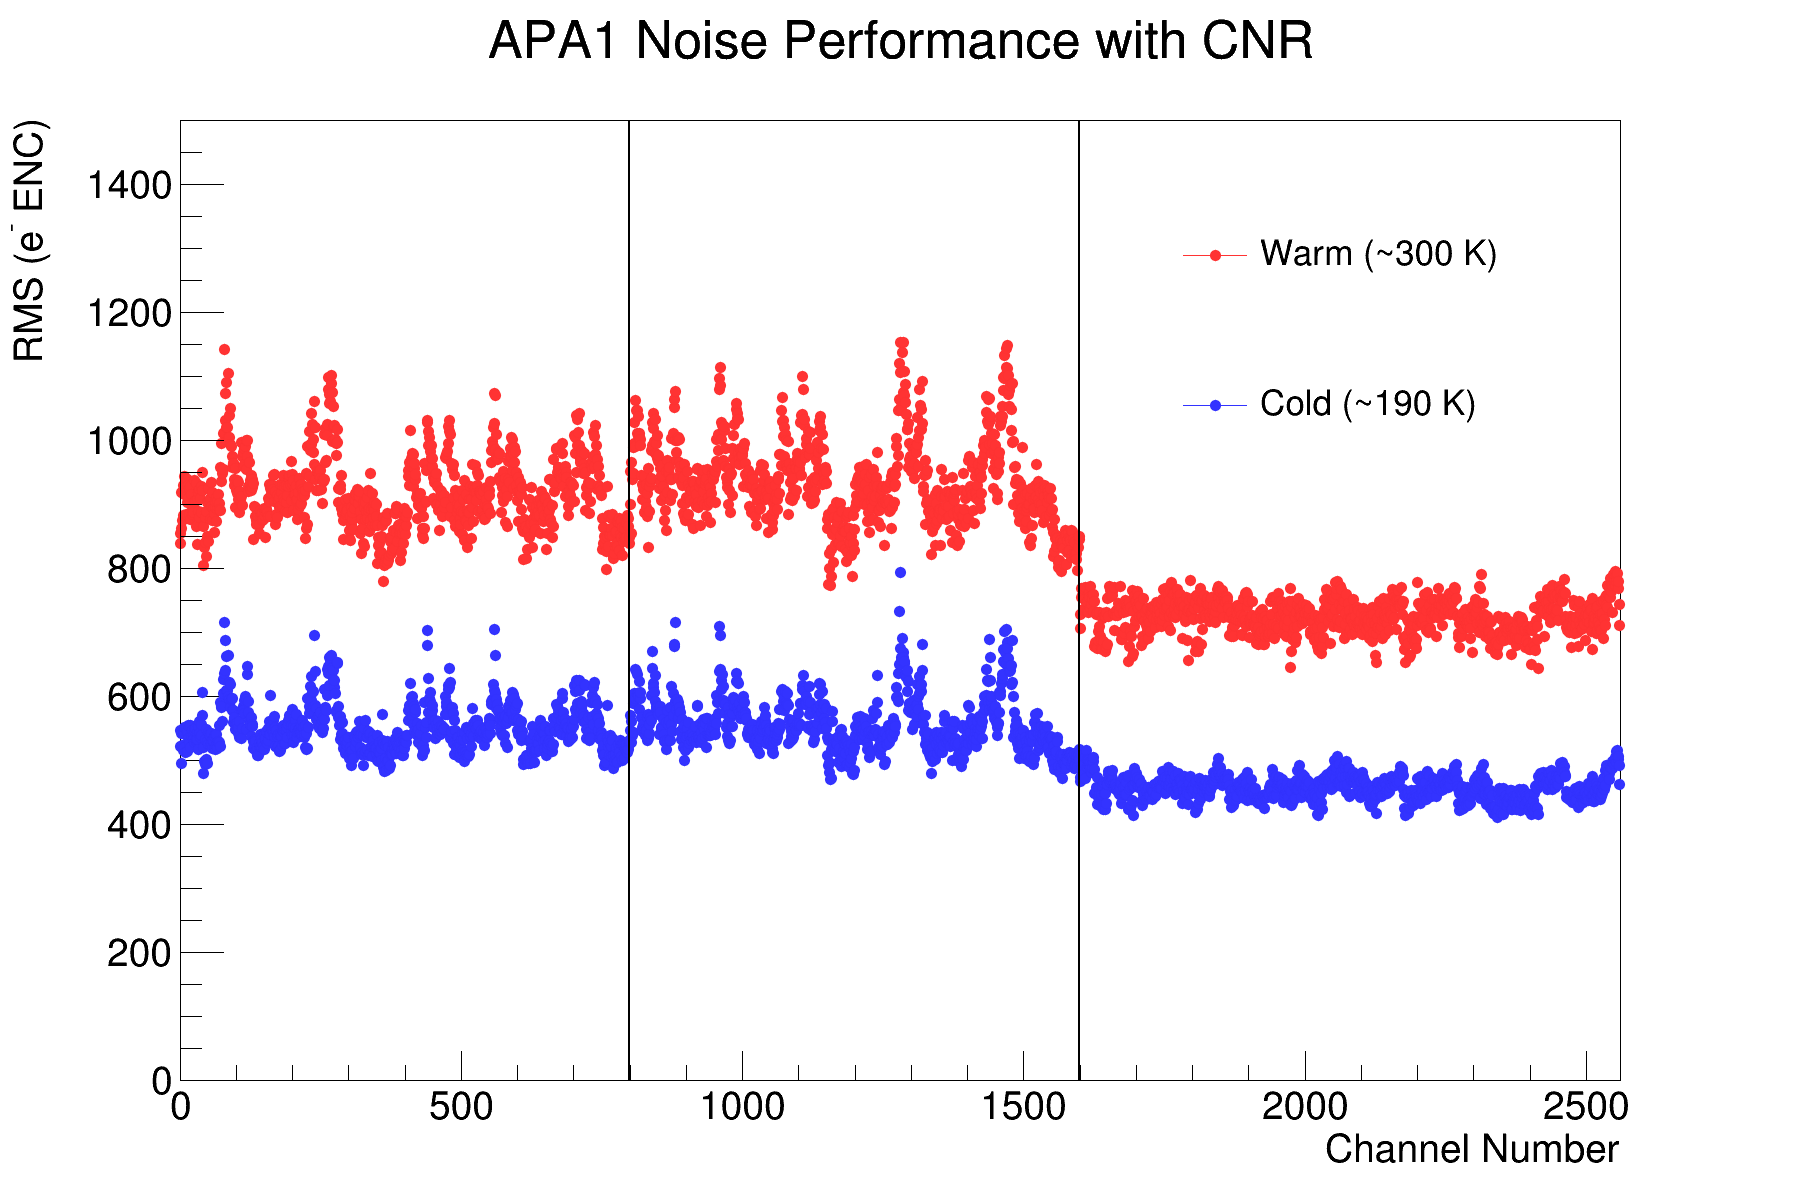 APA1 Noise Performance with CNR
RMS (e⁻ ENC)
1400
1200
1000
800
600
400
200
0
Warm (~300 K)
Cold (~190 K)
0 500 1000 1500 2000 2500
Channel Number